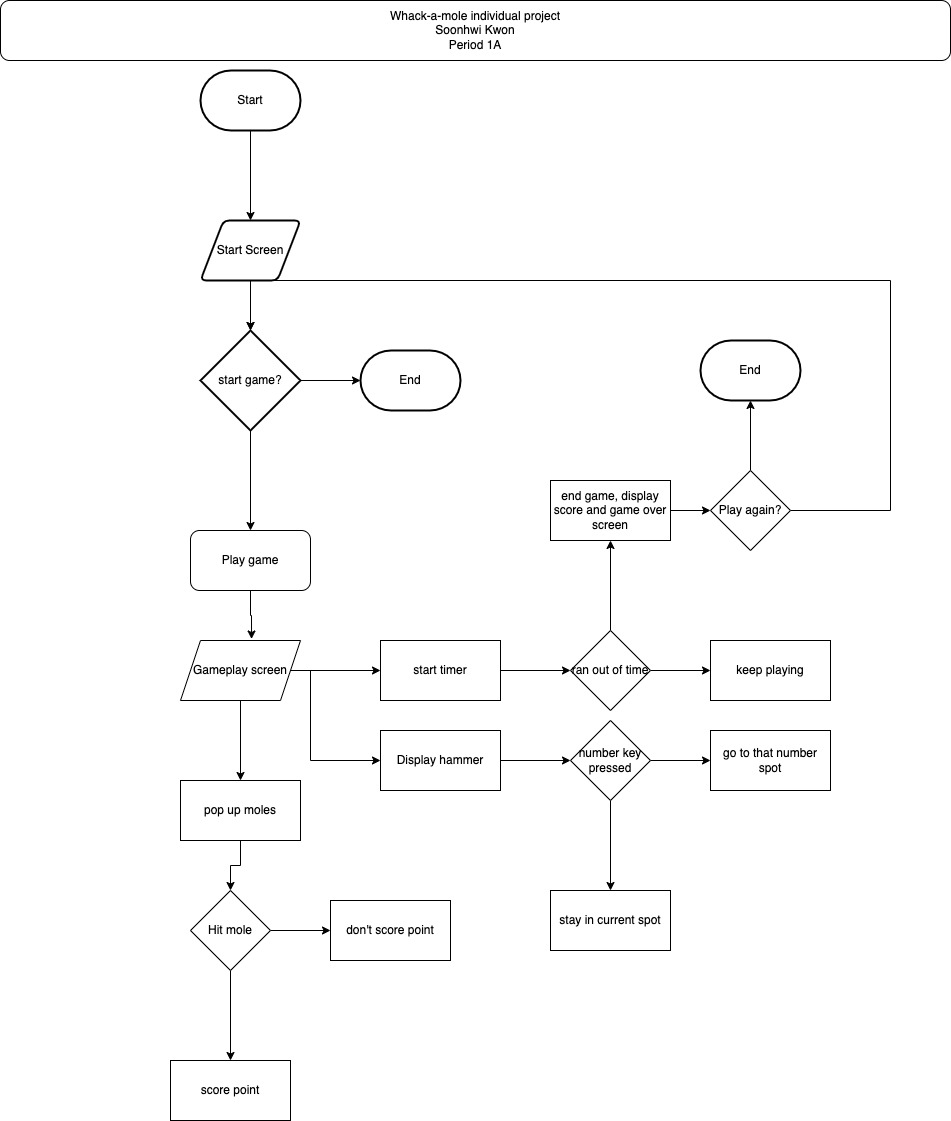 Whack-a-mole individual project
Soonhwi Kwon
Period 1A
Start
Start Screen
start game?
End
End
end game, display
score and game over
screen
Play again?
Play game
Gameplay screen
start timer
ran out of time
keep playing
Display hammer
number key
pressed
go to that number
spot
pop up moles
Hit mole
don't score point
stay in current spot
score point